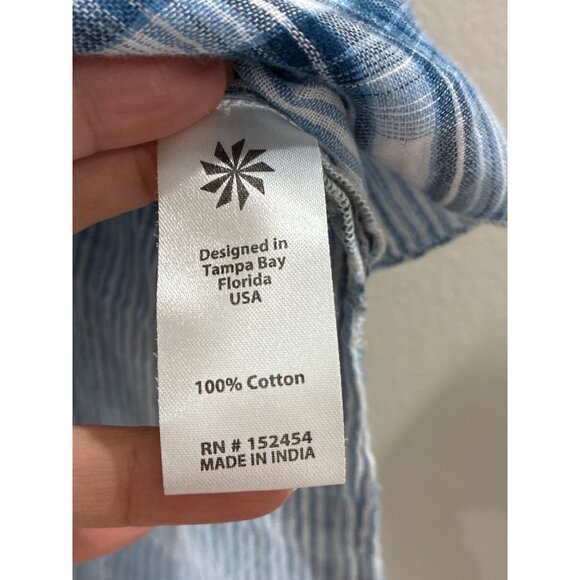 Designed in
Tampa Bay
Florida
USA
100% Cotton
RN # 152454
MADE IN INDIA